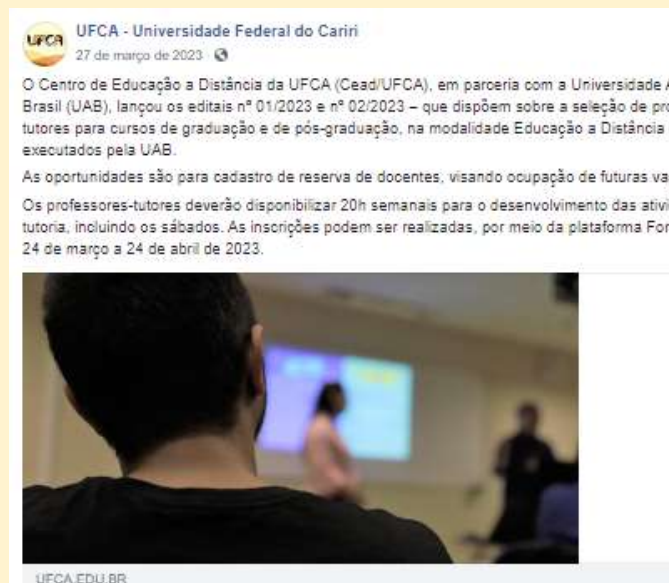 UFCA
UFCA - Universidade Federal do Cariri
27 de março de 2023
O Centro de Educação a Distância da UFCA (Cead/UFCA), em parceria com a Universidade A
Brasil (UAB), lançou os editais nº 01/2023 e nº 02/2023 – que dispõem sobre a seleção de pro
tutores para cursos de graduação e de pós-graduação, na modalidade Educação a Distância
executados pela UAB.
As oportunidades são para cadastro de reserva de docentes, visando ocupação de futuras va
Os professores-tutores deverão disponibilizar 20h semanais para o desenvolvimento das ativi
tutoria, incluindo os sábados. As inscrições podem ser realizadas, por meio da plataforma For
24 de março a 24 de abril de 2023.
UFCA.EDU.BR